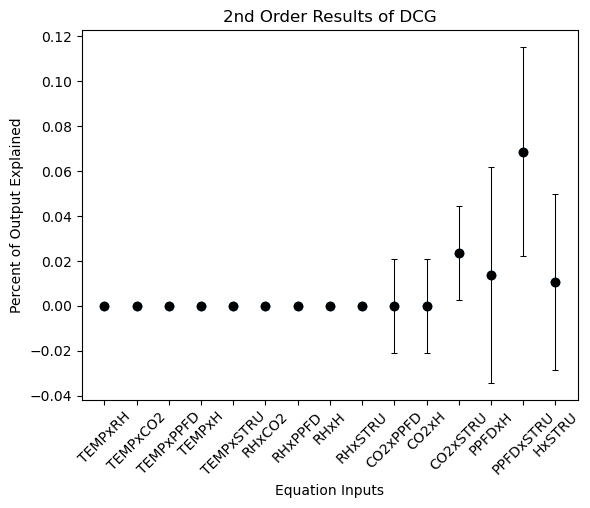 2nd Order Results of DCG
Percent of Output Explained
0.12
0.10
0.08
0.06
0.04
0.02
0.00
−0.02
−0.04
TEMPxRH
TEMPxCO2
TEMPxPPFD
TEMPxH
TEMPxSTRU
RHxCO2
RHxPPFD
RHxH
RHxSTRU
CO2xPPFD
CO2xH
CO2xSTRU
PPFDxH
PPFDxSTRU
HxSTRU
Equation Inputs